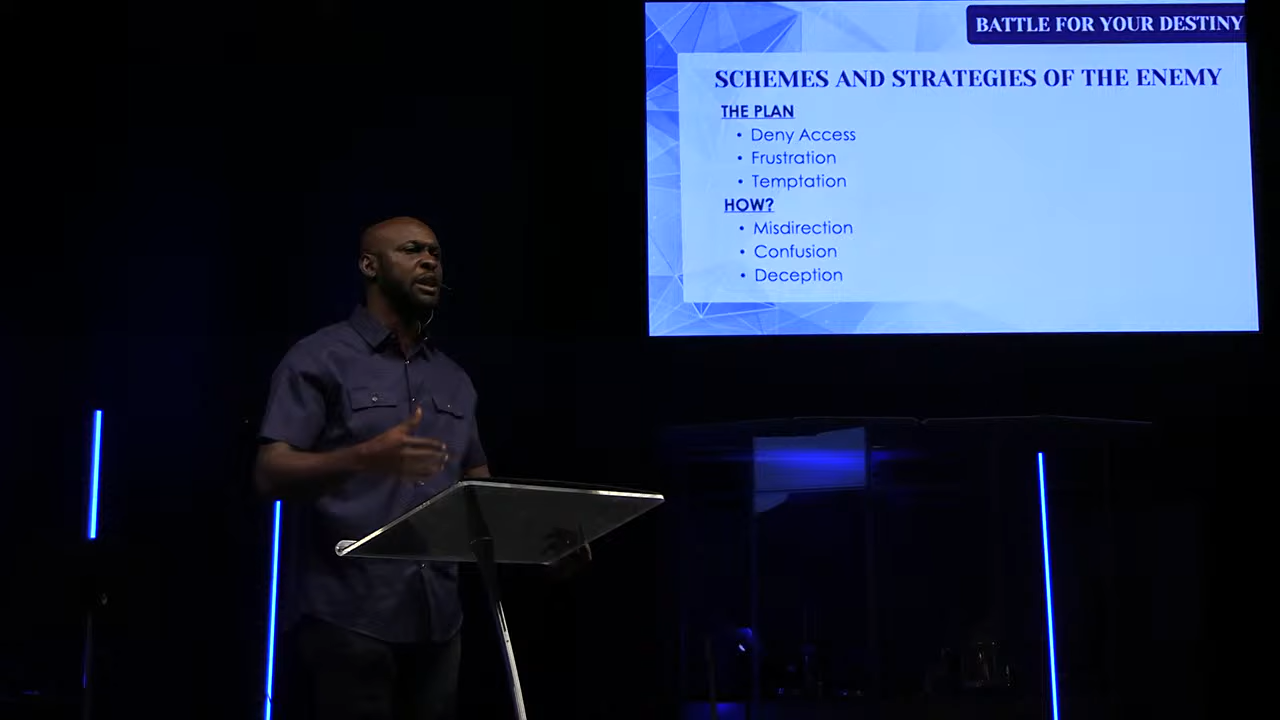 BATTLE FOR YOUR DESTINY
SCHEMES AND STRATEGIES OF THE ENEMY
THE PLAN
• Deny Access
• Frustration
• Temptation
HOW?
• Misdirection
• Confusion
• Deception